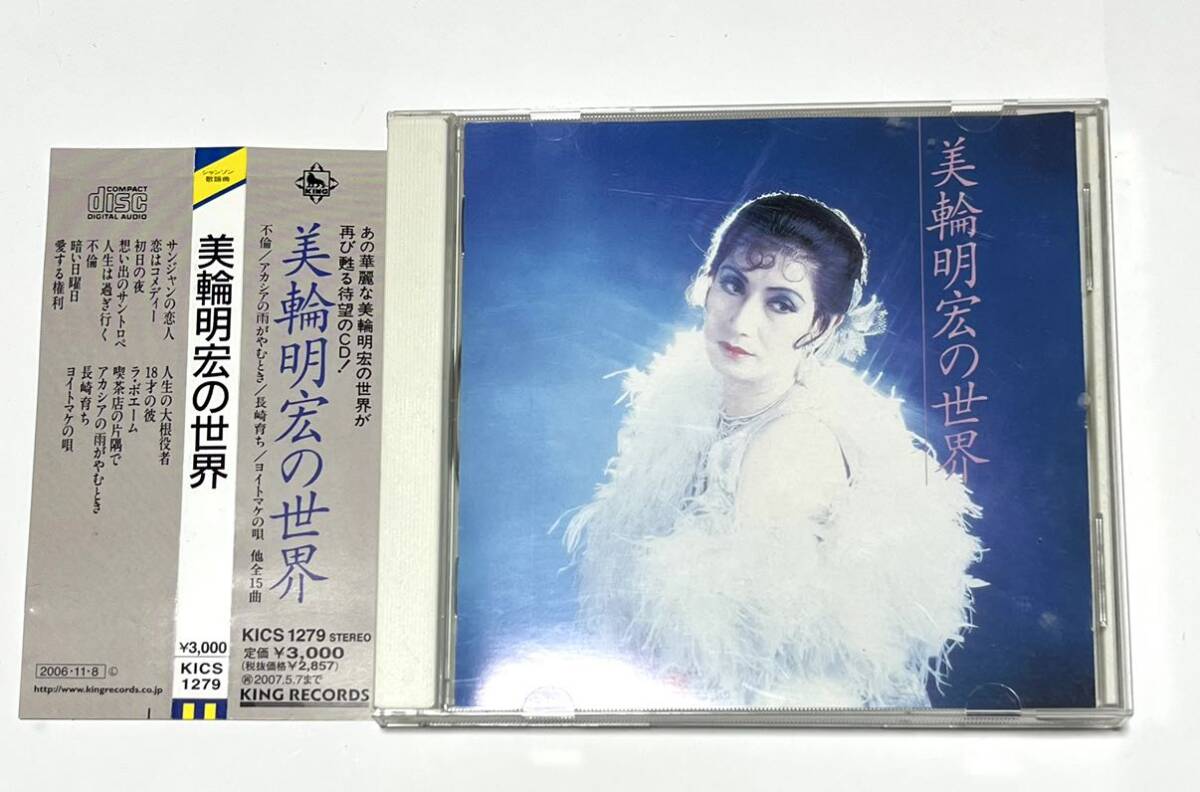 COMPACT
disc
DIGITAL AUDIO
サンジャンの恋人
恋はコメディー
初日の夜
想い出のサントロペ
人生は過ぎ行く
不倫
暗い日曜日
愛する権利
人生の大根役者
18才の彼
ラ・ボエーム
喫茶店の片隅で
アカシアの雨がやむとき
長崎育ち
ヨイトマケの唄
2006・11・8 Ⓒ
http://www.kingrecords.co.jp
シャンソン
歌謡曲
美輪明宏の世界
¥3,000
KICS
1279
KING
あの華麗な美輪明宏の世界が
再び甦る待望のCD!
美輪明宏の世界
不倫/アカシアの雨がやむとき/長崎育ち/ヨイトマケの唄 他全15曲
KICS 1279 STEREO
定価 ¥3,000
(税抜価格¥2,857)
Ⓡ2007.5.7まで
KING RECORDS
美輪明宏の世界